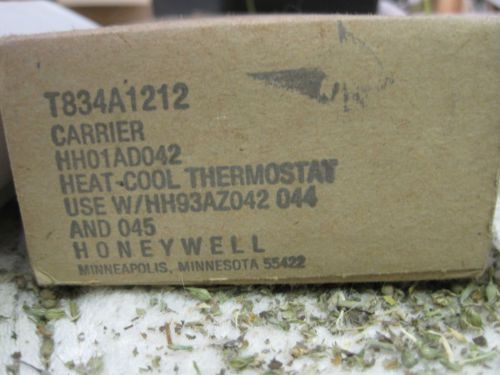 T834A1212
CARRIER
HH01AD042
HEAT-COOL THERMOSTAT
USE W/HH93AZ042 044
AND 045
HONEYWELL
MINNEAPOLIS, MINNESOTA 55422